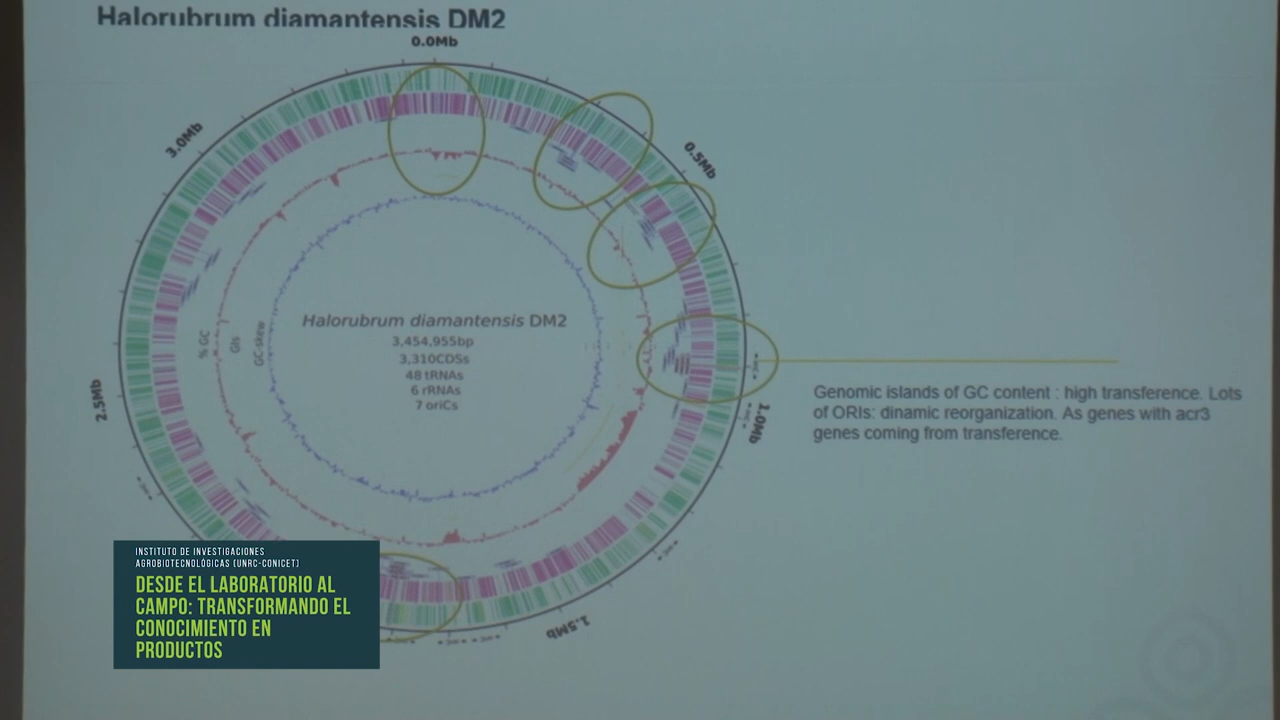 Halorubrum diamantensis DM2
0.0Mb
3.0Mb
0.5Mb
Halorubrum diamantensis DM2
3,454,955bp
3,310CDSs
48 tRNAs
6 rRNAs
7 oriCs
% GC
GIs
GC-skew
2.5Mb
1.0Mb
1.5Mb
Genomic islands of GC content : high transference. Lots
of ORIs: dinamic reorganization. As genes with acr3
genes coming from transference.
INSTITUTO DE INVESTIGACIONES
AGROBIOTECNOLÓGICAS (UNRC-CONICET)
DESDE EL LABORATORIO AL
CAMPO: TRANSFORMANDO EL
CONOCIMIENTO EN
PRODUCTOS